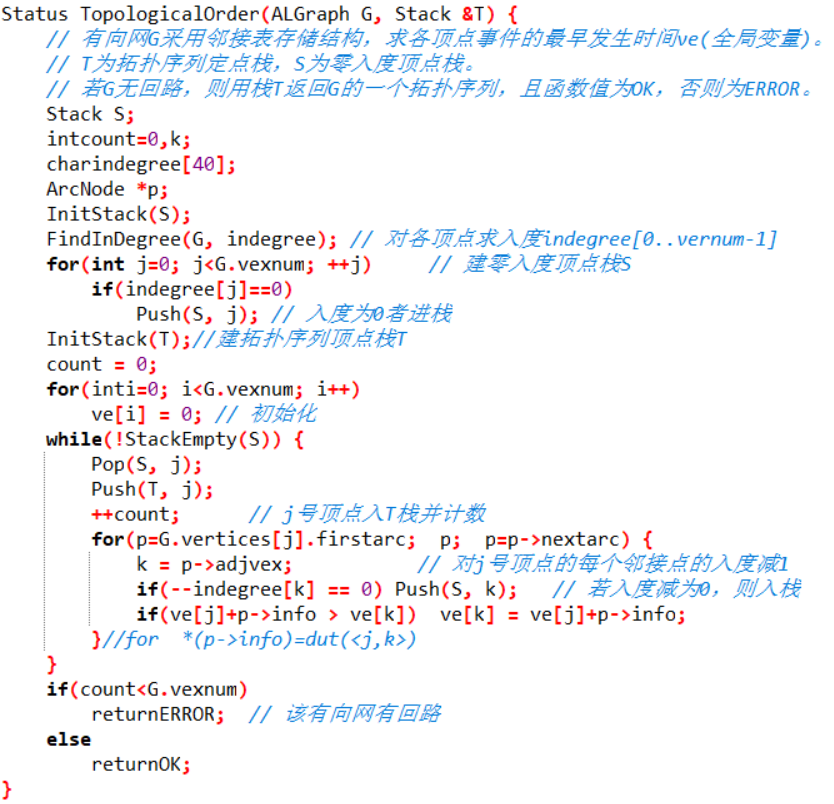 Status TopologicalOrder(ALGraph G, Stack &T) {
// 有向网G采用邻接表存储结构，求各顶点事件的最早发生时间ve(全局变量)。
// T为拓扑序列定点栈，S为零入度顶点栈。
// 若G无回路，则用栈T返回G的一个拓扑序列，且函数值为OK，否则为ERROR。
Stack S;
intcount=0,k;
charindegree[40];
ArcNode *p;
InitStack(S);
FindInDegree(G, indegree); // 对各顶点求入度indegree[0..vernum-1]
for(int j=0; j<G.vexnum; ++j) // 建零入度顶点栈S
if(indegree[j]==0)
Push(S, j); // 入度为0者进栈
InitStack(T);//建拓扑序列顶点栈T
count = 0;
for(inti=0; i<G.vexnum; i++)
ve[i] = 0; // 初始化
while(!StackEmpty(S)) {
Pop(S, j);
Push(T, j);
++count; // j号顶点入T栈并计数
for(p=G.vertices[j].firstarc; p; p=p->nextarc) {
k = p->adjvex; // 对j号顶点的每个邻接点的入度减1
if(--indegree[k] == 0) Push(S, k); // 若入度减为0，则入栈
if(ve[j]+p->info > ve[k]) ve[k] = ve[j]+p->info;
}//for *(p->info)=dut(<j,k>)
}
if(count<G.vexnum)
returnERROR; // 该有向网有回路
else
returnOK;
}